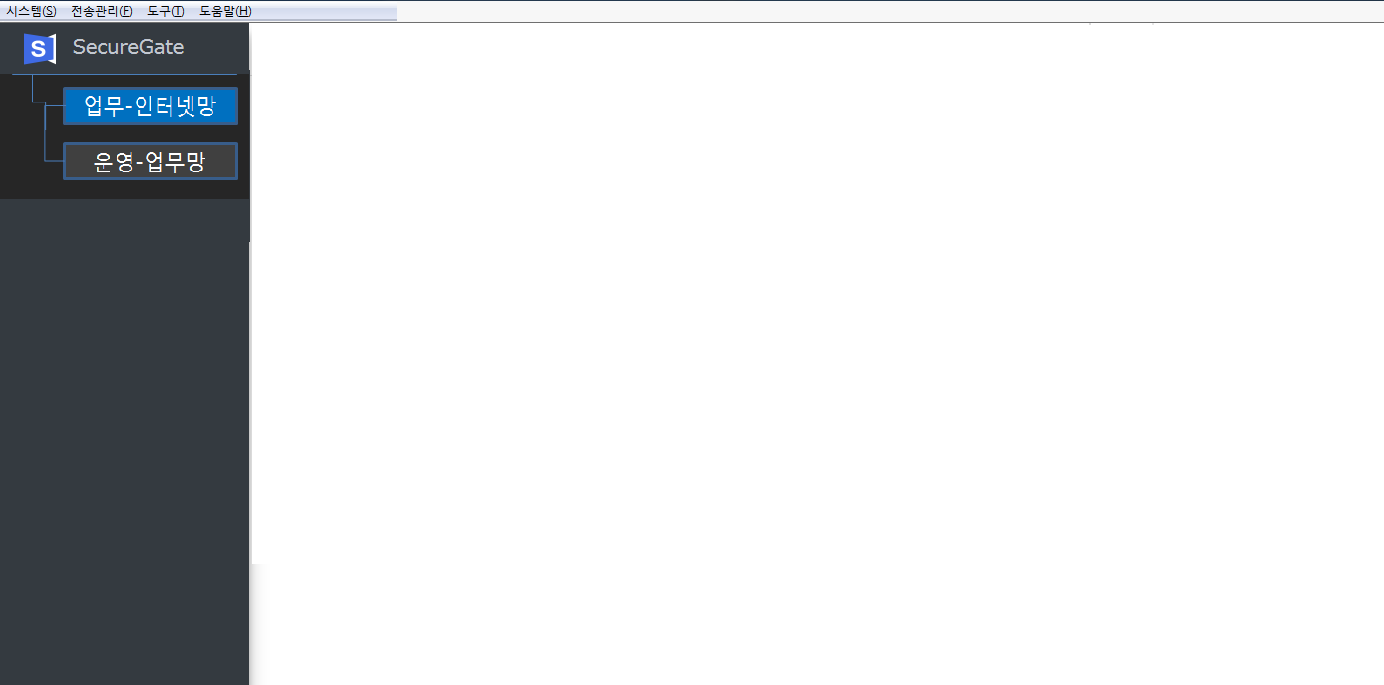 시스템(S) 전송관리(F) 도구(T) 도움말(H)
S SecureGate
업무-인터넷망
운영-업무망